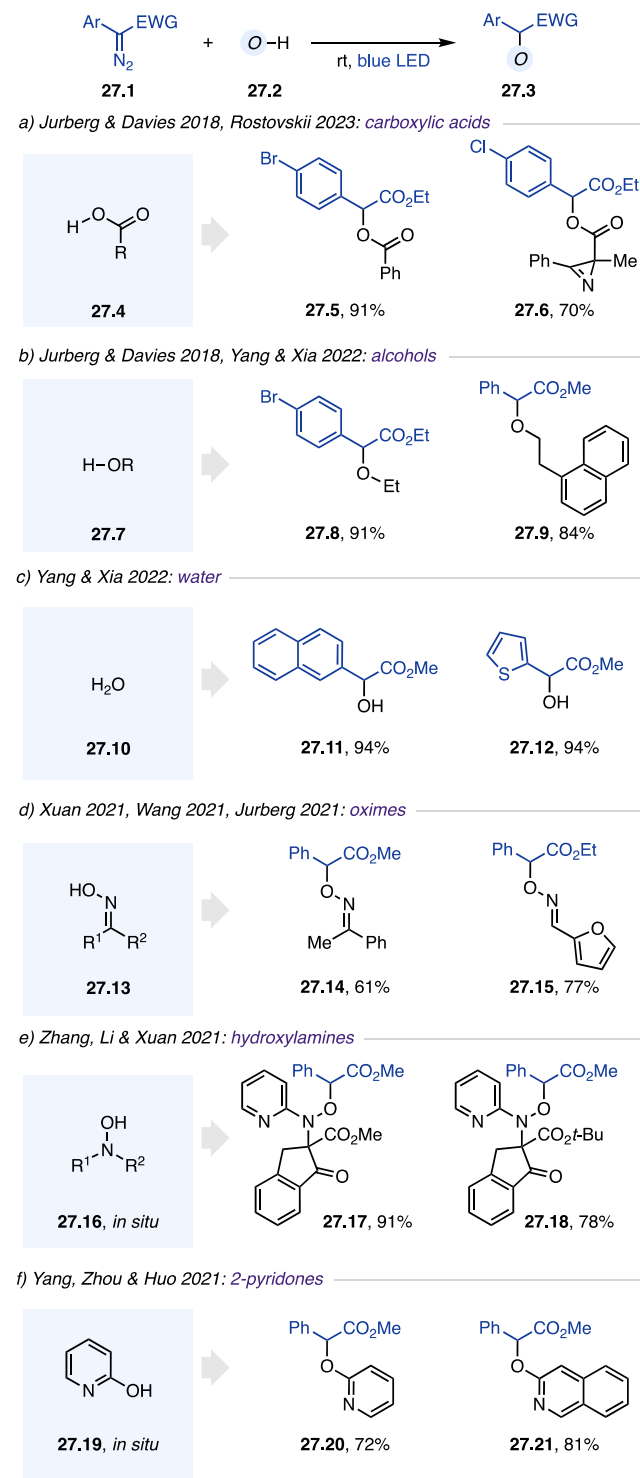 Ar EWG Ar EWG
+ O–H
N₂ rt, blue LED O
27.1 27.2 27.3
a) Jurberg & Davies 2018, Rostovskii 2023: carboxylic acids
Br Cl
CO₂Et CO₂Et
H O O O O O O
R Ph Ph N Me
27.4 27.5, 91% 27.6, 70%
b) Jurberg & Davies 2018, Yang & Xia 2022: alcohols
Br Ph CO₂Me
CO₂Et O
H–OR O Et
27.7 27.8, 91% 27.9, 84%
c) Yang & Xia 2022: water
CO₂Me S CO₂Me
H₂O OH OH
27.10 27.11, 94% 27.12, 94%
d) Xuan 2021, Wang 2021, Jurberg 2021: oximes
Ph CO₂Me Ph CO₂Et
HO N O N O N
R¹ R² Me Ph O
27.13 27.14, 61% 27.15, 77%
e) Zhang, Li & Xuan 2021: hydroxylamines
Ph CO₂Me Ph CO₂Me
OH N N O N N O
R¹ N R² CO₂Me CO₂t-Bu
O O
27.16, in situ 27.17, 91% 27.18, 78%
f) Yang, Zhou & Huo 2021: 2-pyridones
Ph CO₂Me Ph CO₂Me
N OH O N O N
27.19, in situ 27.20, 72% 27.21, 81%